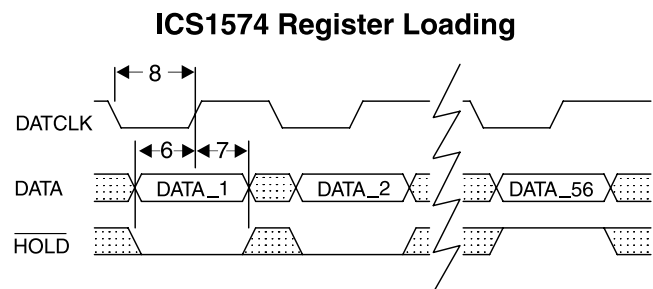 ICS1574 Register Loading
8
DATCLK
6 7
DATA DATA_1 DATA_2 DATA_56
HOLD